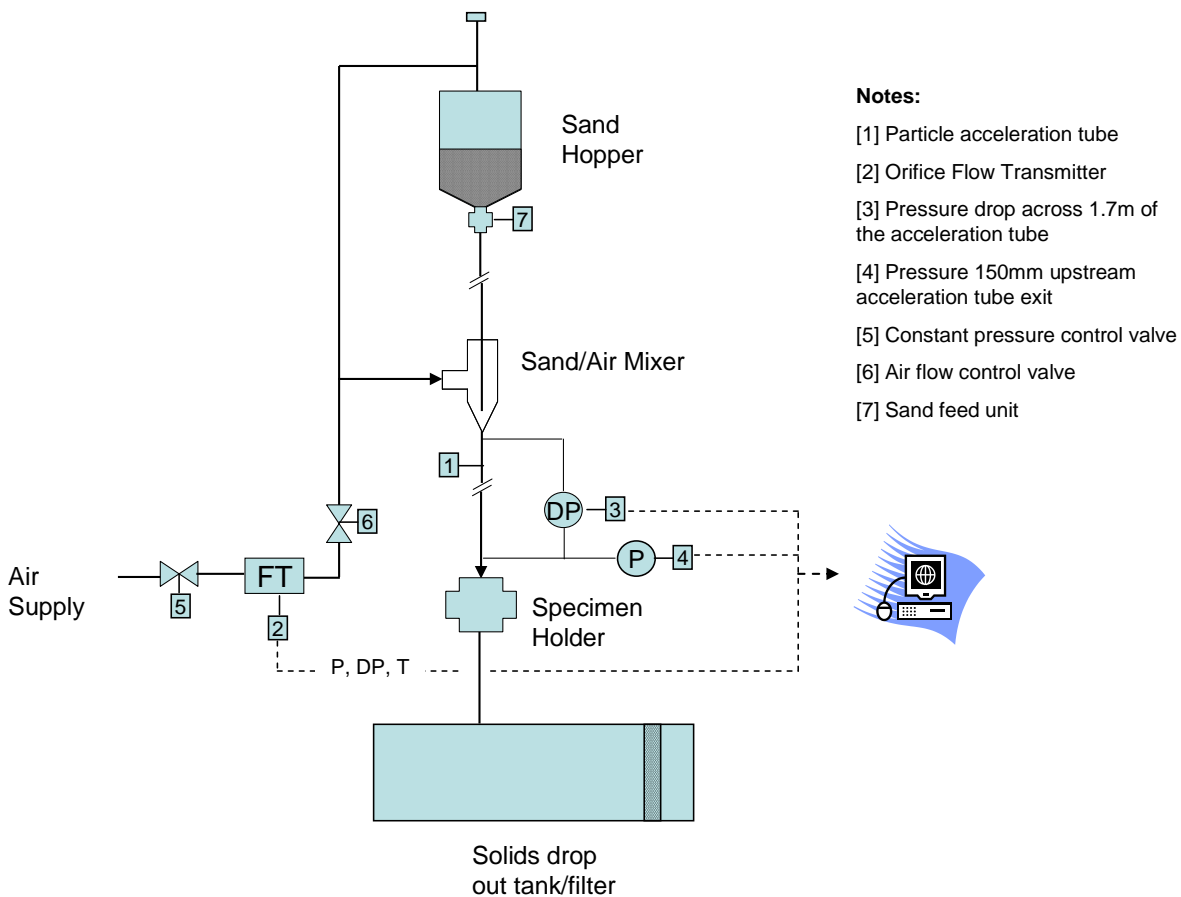 Sand
Hopper
7
Sand/Air Mixer
1
DP
3
P
4
6
Air
Supply
5
FT
2
P, DP, T
Specimen
Holder
Solids drop
out tank/filter
Notes:
[1] Particle acceleration tube
[2] Orifice Flow Transmitter
[3] Pressure drop across 1.7m of
the acceleration tube
[4] Pressure 150mm upstream
acceleration tube exit
[5] Constant pressure control valve
[6] Air flow control valve
[7] Sand feed unit